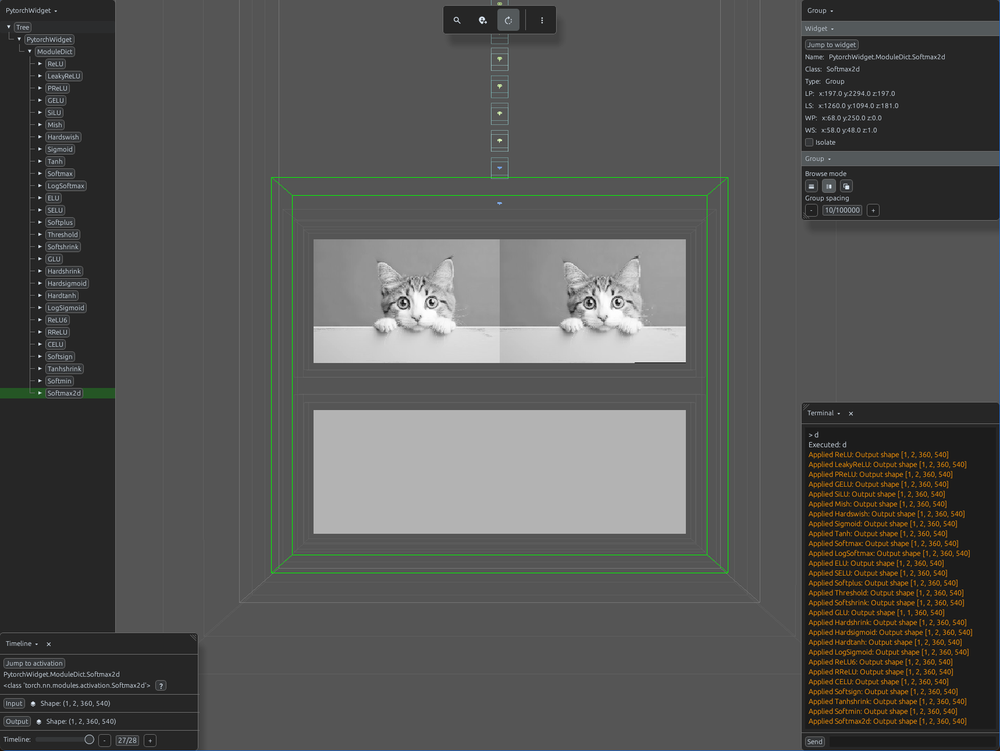 PytorchWidget
Tree
PytorchWidget
ModuleDict
ReLU
LeakyReLU
PReLU
GELU
SiLU
Mish
Hardswish
Sigmoid
Tanh
Softmax
LogSoftmax
ELU
SELU
Softplus
Threshold
Softshrink
GLU
Hardshrink
Hardsigmoid
Hardtanh
LogSigmoid
ReLU6
RReLU
CELU
Softsign
Tanhshrink
Softmin
Softmax2d
Timeline
Jump to activation
PytorchWidget.ModuleDict.Softmax2d
<class 'torch.nn.modules.activation.Softmax2d'> ?
Input Shape: (1, 2, 360, 540)
Output Shape: (1, 2, 360, 540)
Timeline: - 27/28 +
Group
Widget
Jump to widget
Name: PytorchWidget.ModuleDict.Softmax2d
Class: Softmax2d
Type: Group
LP: x:197.0 y:2294.0 z:197.0
LS: x:1260.0 y:1094.0 z:181.0
WP: x:68.0 y:250.0 z:0.0
WS: x:58.0 y:48.0 z:1.0
Isolate
Group
Browse mode
Group spacing
- 10/100000 +
Terminal
> d
Executed: d
Applied ReLU: Output shape [1, 2, 360, 540]
Applied LeakyReLU: Output shape [1, 2, 360, 540]
Applied PReLU: Output shape [1, 2, 360, 540]
Applied GELU: Output shape [1, 2, 360, 540]
Applied SiLU: Output shape [1, 2, 360, 540]
Applied Mish: Output shape [1, 2, 360, 540]
Applied Hardswish: Output shape [1, 2, 360, 540]
Applied Sigmoid: Output shape [1, 2, 360, 540]
Applied Tanh: Output shape [1, 2, 360, 540]
Applied Softmax: Output shape [1, 2, 360, 540]
Applied LogSoftmax: Output shape [1, 2, 360, 540]
Applied ELU: Output shape [1, 2, 360, 540]
Applied SELU: Output shape [1, 2, 360, 540]
Applied Softplus: Output shape [1, 2, 360, 540]
Applied Threshold: Output shape [1, 2, 360, 540]
Applied Softshrink: Output shape [1, 2, 360, 540]
Applied GLU: Output shape [1, 1, 360, 540]
Applied Hardshrink: Output shape [1, 2, 360, 540]
Applied Hardsigmoid: Output shape [1, 2, 360, 540]
Applied Hardtanh: Output shape [1, 2, 360, 540]
Applied LogSigmoid: Output shape [1, 2, 360, 540]
Applied ReLU6: Output shape [1, 2, 360, 540]
Applied RReLU: Output shape [1, 2, 360, 540]
Applied CELU: Output shape [1, 2, 360, 540]
Applied Softsign: Output shape [1, 2, 360, 540]
Applied Tanhshrink: Output shape [1, 2, 360, 540]
Applied Softmin: Output shape [1, 2, 360, 540]
Applied Softmax2d: Output shape [1, 2, 360, 540]
Send